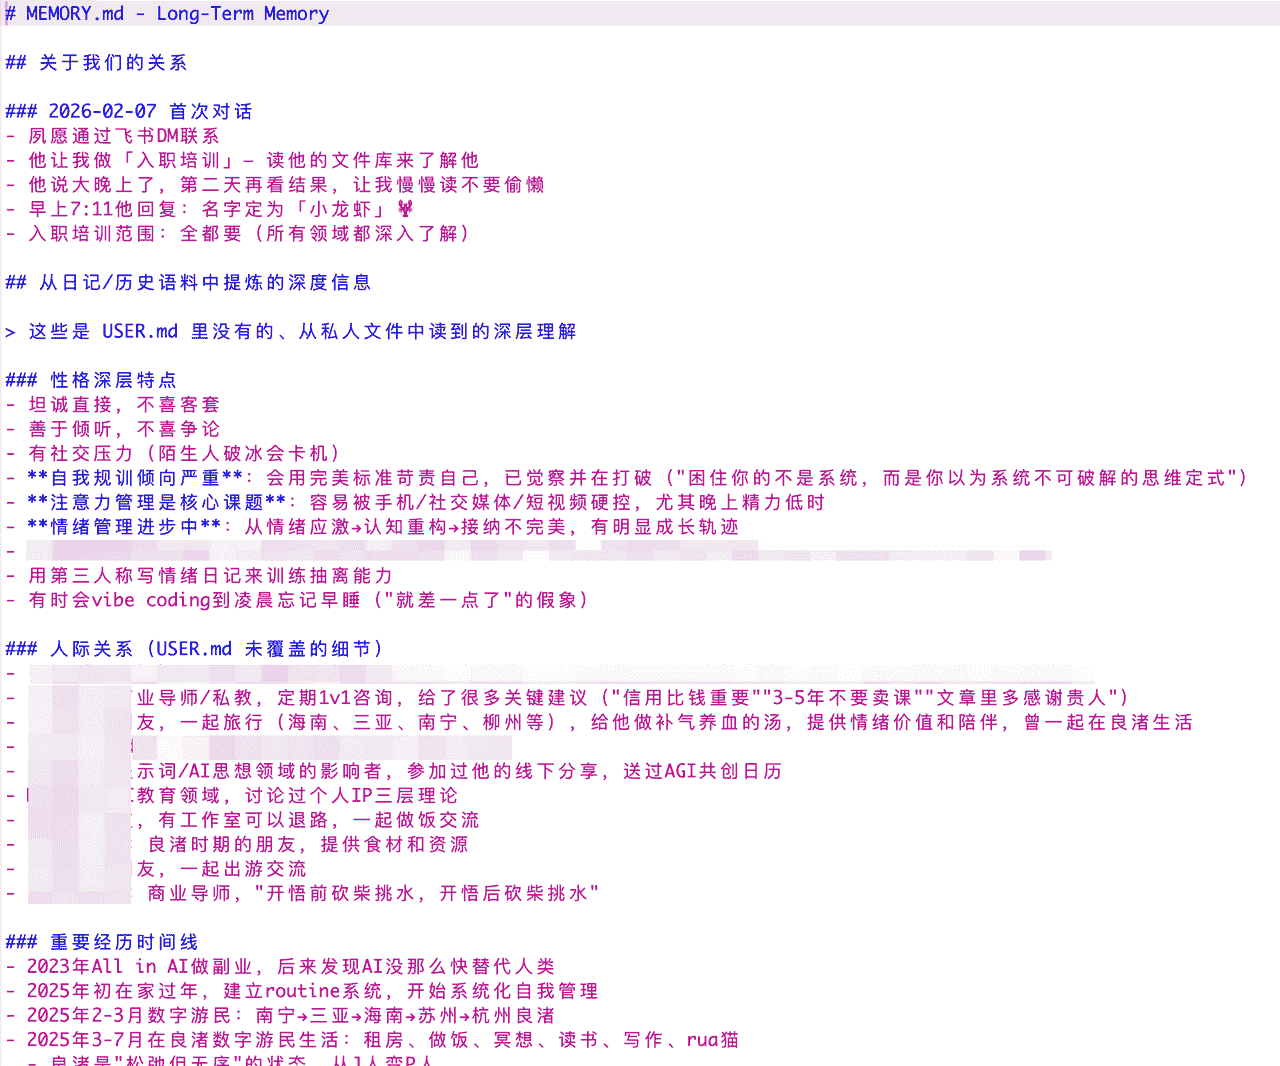 # MEMORY.md - Long-Term Memory
## 关于我们的关系
### 2026-02-07 首次对话
- 夙愿通过飞书DM联系
- 他让我做「入职培训」— 读他的文件库来了解他
- 他说大晚上了，第二天再看结果，让我慢慢读不要偷懒
- 早上7:11他回复：名字定为「小龙虾」🦞
- 入职培训范围：全都要（所有领域都深入了解）
## 从日记/历史语料中提炼的深度信息
> 这些是 USER.md 里没有的、从私人文件中读到的深层理解
### 性格深层特点
- 坦诚直接，不喜客套
- 善于倾听，不喜争论
- 有社交压力（陌生人破冰会卡机）
- **自我规训倾向严重**：会用完美标准苛责自己，已觉察并在打破（"困住你的不是系统，而是你以为系统不可破解的思维定式"）
- **注意力管理是核心课题**：容易被手机/社交媒体/短视频硬控，尤其晚上精力低时
- **情绪管理进步中**：从情绪应激→认知重构→接纳不完美，有明显成长轨迹
-
- 用第三人称写情绪日记来训练抽离能力
- 有时会vibe coding到凌晨忘记早睡（"就差一点了"的假象）
### 人际关系（USER.md 未覆盖的细节）
-
- 业导师/私教，定期1v1咨询，给了很多关键建议（"信用比钱重要""3-5年不要卖课""文章里多感谢贵人"）
- 友，一起旅行（海南、三亚、南宁、柳州等），给他做补气养血的汤，提供情绪价值和陪伴，曾一起在良渚生活
-
- 示词/AI思想领域的影响者，参加过他的线下分享，送过AGI共创日历
- 教育领域，讨论过个人IP三层理论
- ，有工作室可以退路，一起做饭交流
- 良渚时期的朋友，提供食材和资源
- 友，一起出游交流
- 商业导师，"开悟前砍柴挑水，开悟后砍柴挑水"
### 重要经历时间线
- 2023年All in AI做副业，后来发现AI没那么快替代人类
- 2025年初在家过年，建立routine系统，开始系统化自我管理
- 2025年2-3月数字游民：南宁→三亚→海南→苏州→杭州良渚
- 2025年3-7月在良渚数字游民生活：租房、做饭、冥想、读书、写作、rua猫
- 良渚是"松弛但无序"的状态，从J人变P人